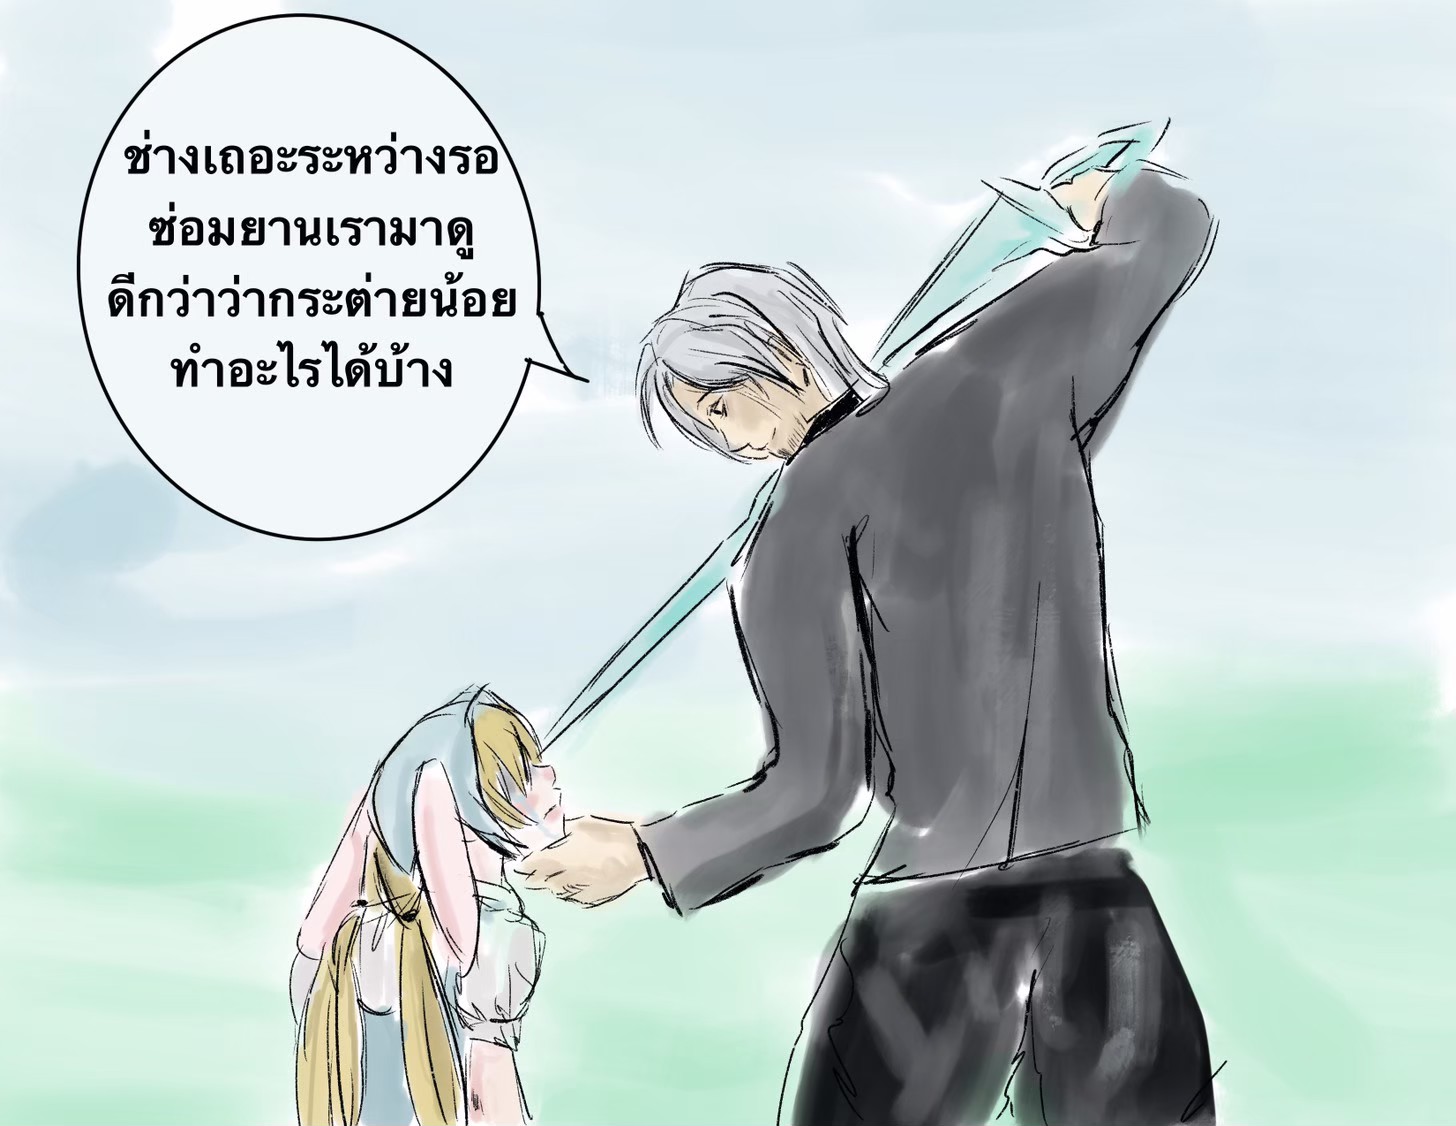 ช่างเถอะระหว่างรอ
ซ่อมยานเรามาดู
ดีกว่าว่ากระต่ายน้อย
ทำอะไรได้บ้าง